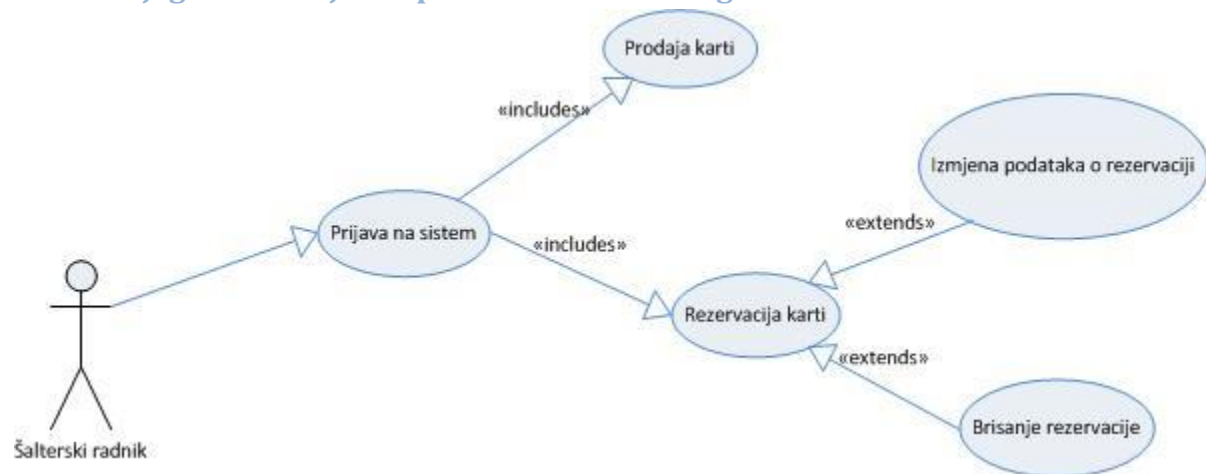 Prodaja karti
«includes»
Izmjena podataka o rezervaciji
«extends»
Prijava na sistem
«includes»
Rezervacija karti
«extends»
Brisanje rezervacije
Šalterski radnik